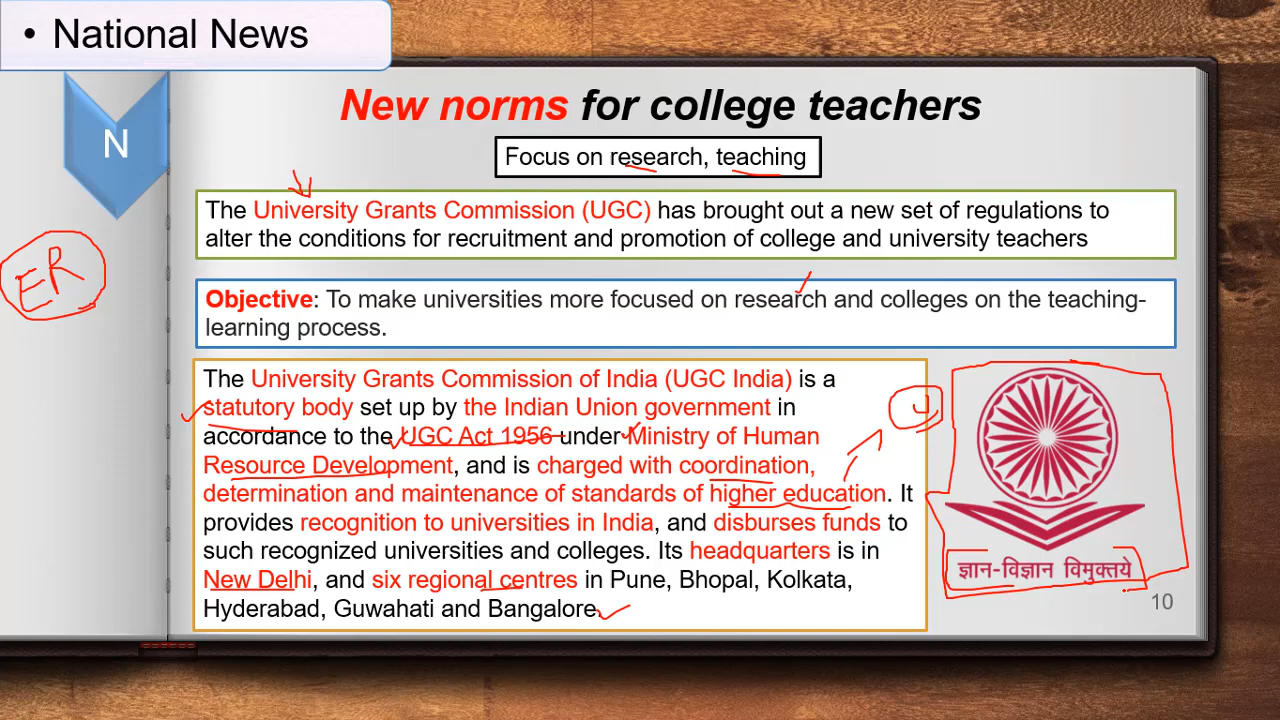 • National News
N
New norms for college teachers
Focus on research, teaching
The University Grants Commission (UGC) has brought out a new set of regulations to
alter the conditions for recruitment and promotion of college and university teachers
ER
Objective: To make universities more focused on research and colleges on the teaching-
learning process.
The University Grants Commission of India (UGC India) is a
statutory body set up by the Indian Union government in
accordance to the UGC Act 1956 under Ministry of Human
Resource Development, and is charged with coordination,
determination and maintenance of standards of higher education. It
provides recognition to universities in India, and disburses funds to
such recognized universities and colleges. Its headquarters is in
New Delhi, and six regional centres in Pune, Bhopal, Kolkata,
Hyderabad, Guwahati and Bangalore.
ज्ञान-विज्ञान विमुक्तये
10